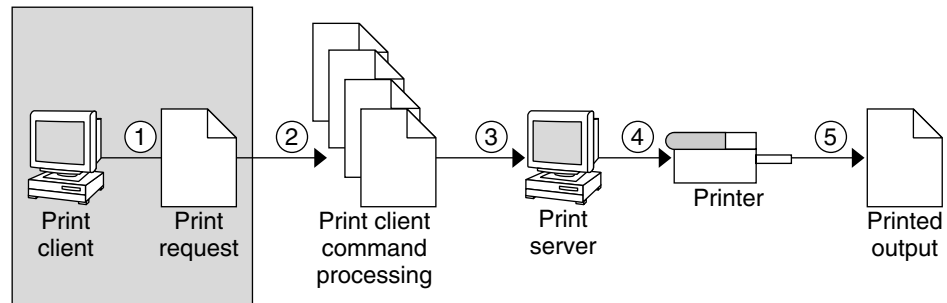 1
2
3
4
5
Print
client
Print
request
Print client
command
processing
Print
server
Printer
Printed
output